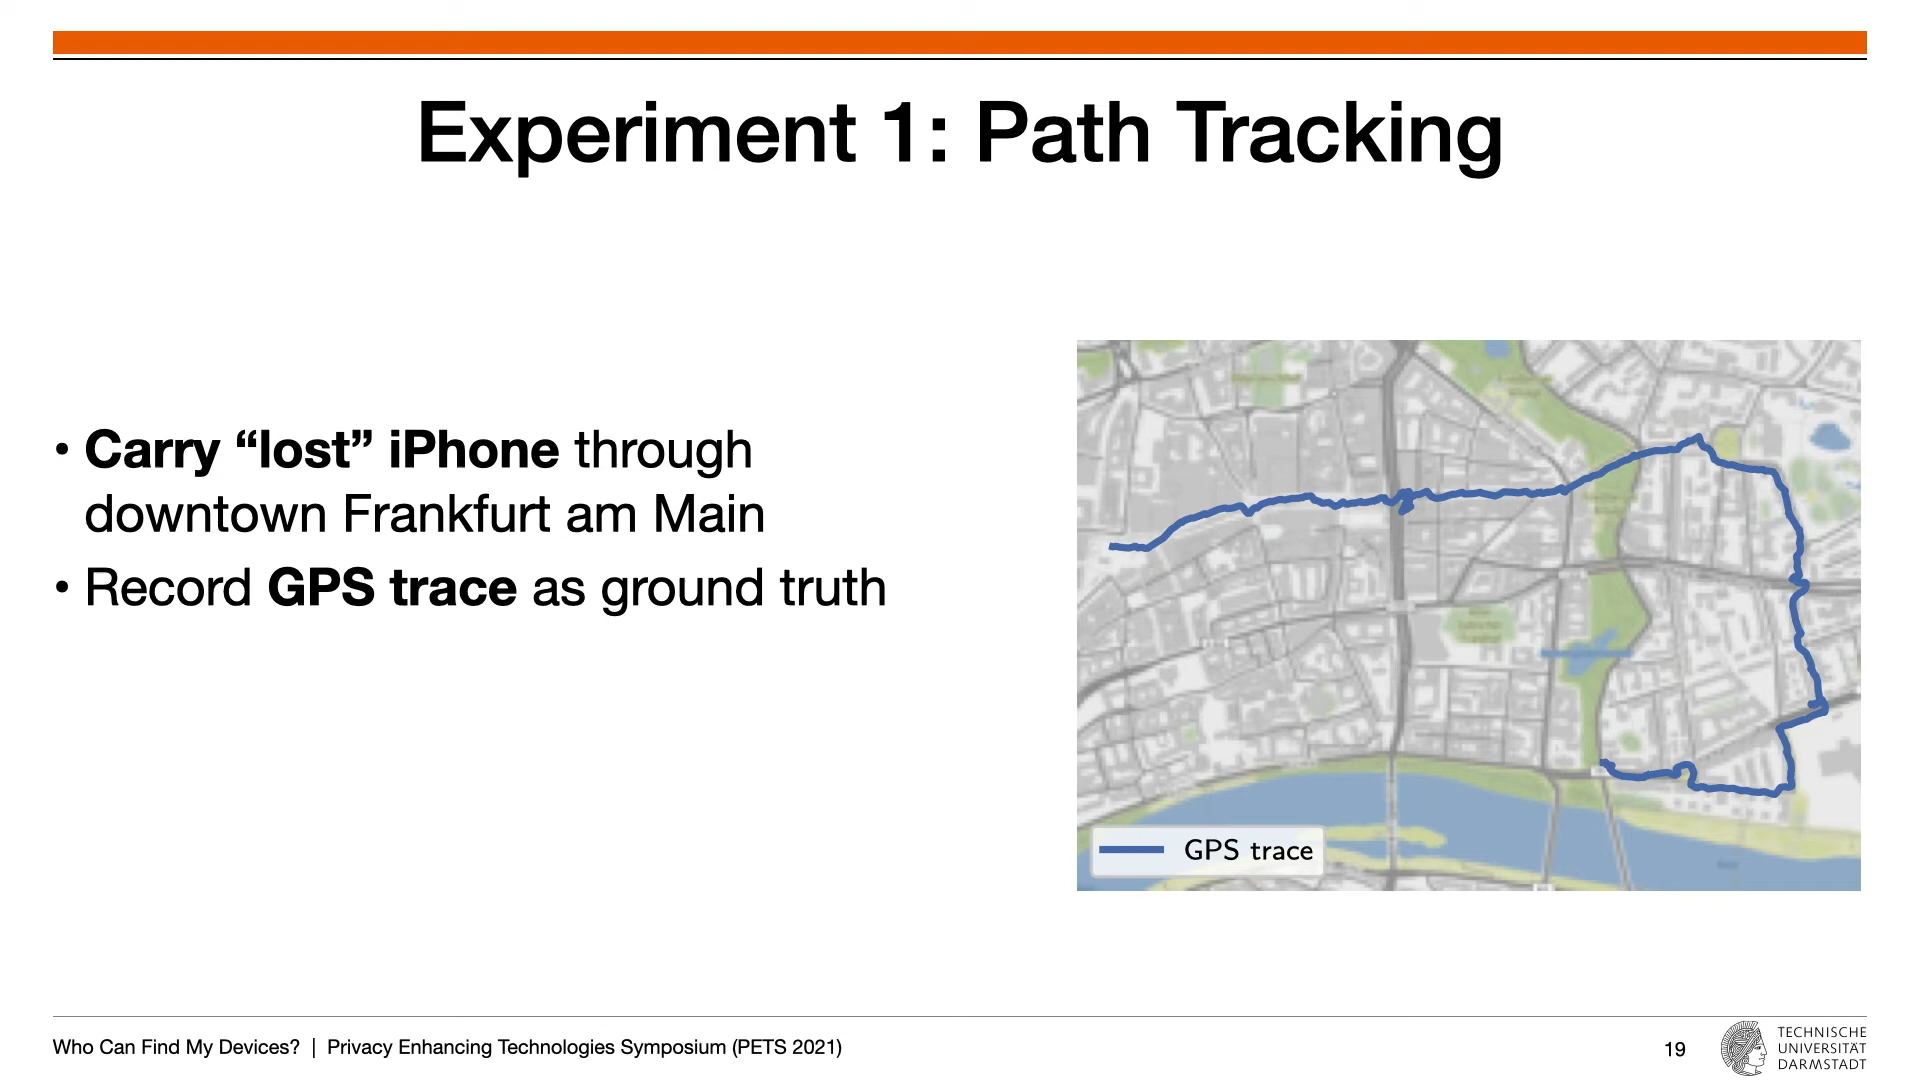 Experiment 1: Path Tracking
• Carry “lost” iPhone through
downtown Frankfurt am Main
• Record GPS trace as ground truth
GPS trace
Who Can Find My Devices? | Privacy Enhancing Technologies Symposium (PETS 2021)
19
TECHNISCHE
UNIVERSITÄT
DARMSTADT